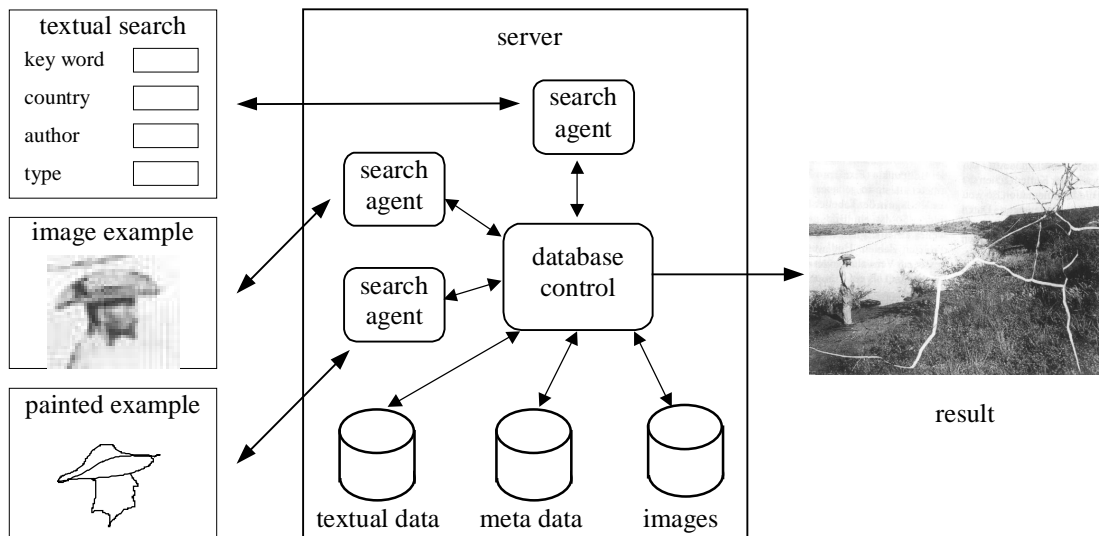 textual search
key word
country
author
type
image example
painted example
server
search
agent
search
agent
search
agent
database
control
textual data
meta data
images
result